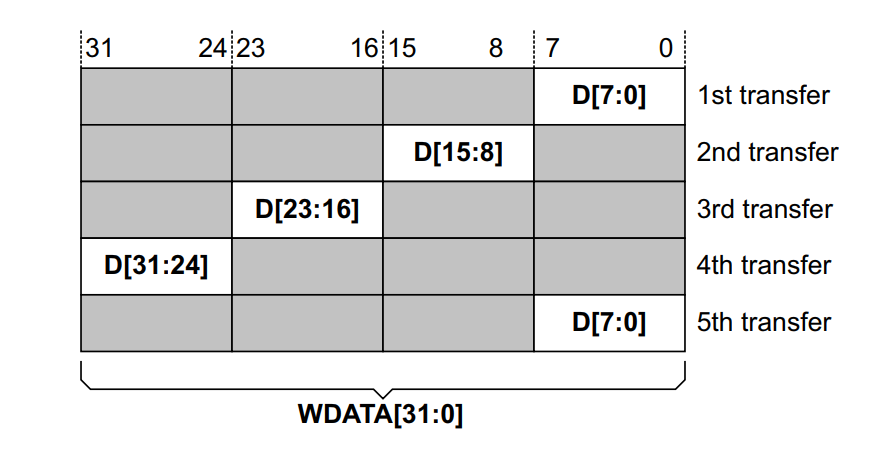 31 24 23 16 15 8 7 0
D[7:0] 1st transfer
D[15:8] 2nd transfer
D[23:16] 3rd transfer
D[31:24] 4th transfer
D[7:0] 5th transfer
WDATA[31:0]